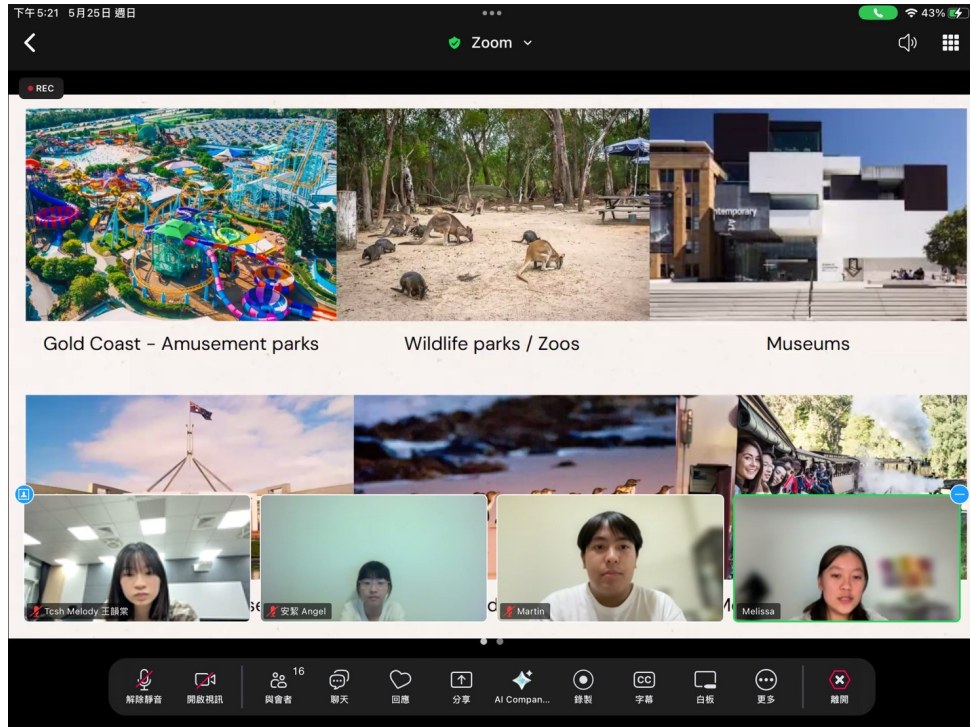 下午5:21 5月25日 週日
43%
Zoom
REC
Contemporary
Art
Gold Coast - Amusement parks
Wildlife parks / Zoos
Museums
Tcsh Melody 王韻棠
安絜 Angel
Martin
Melissa
解除靜音
開啟視訊
16
與會者
聊天
回應
分享
AI Compan...
錄製
CC
字幕
白板
更多
離開